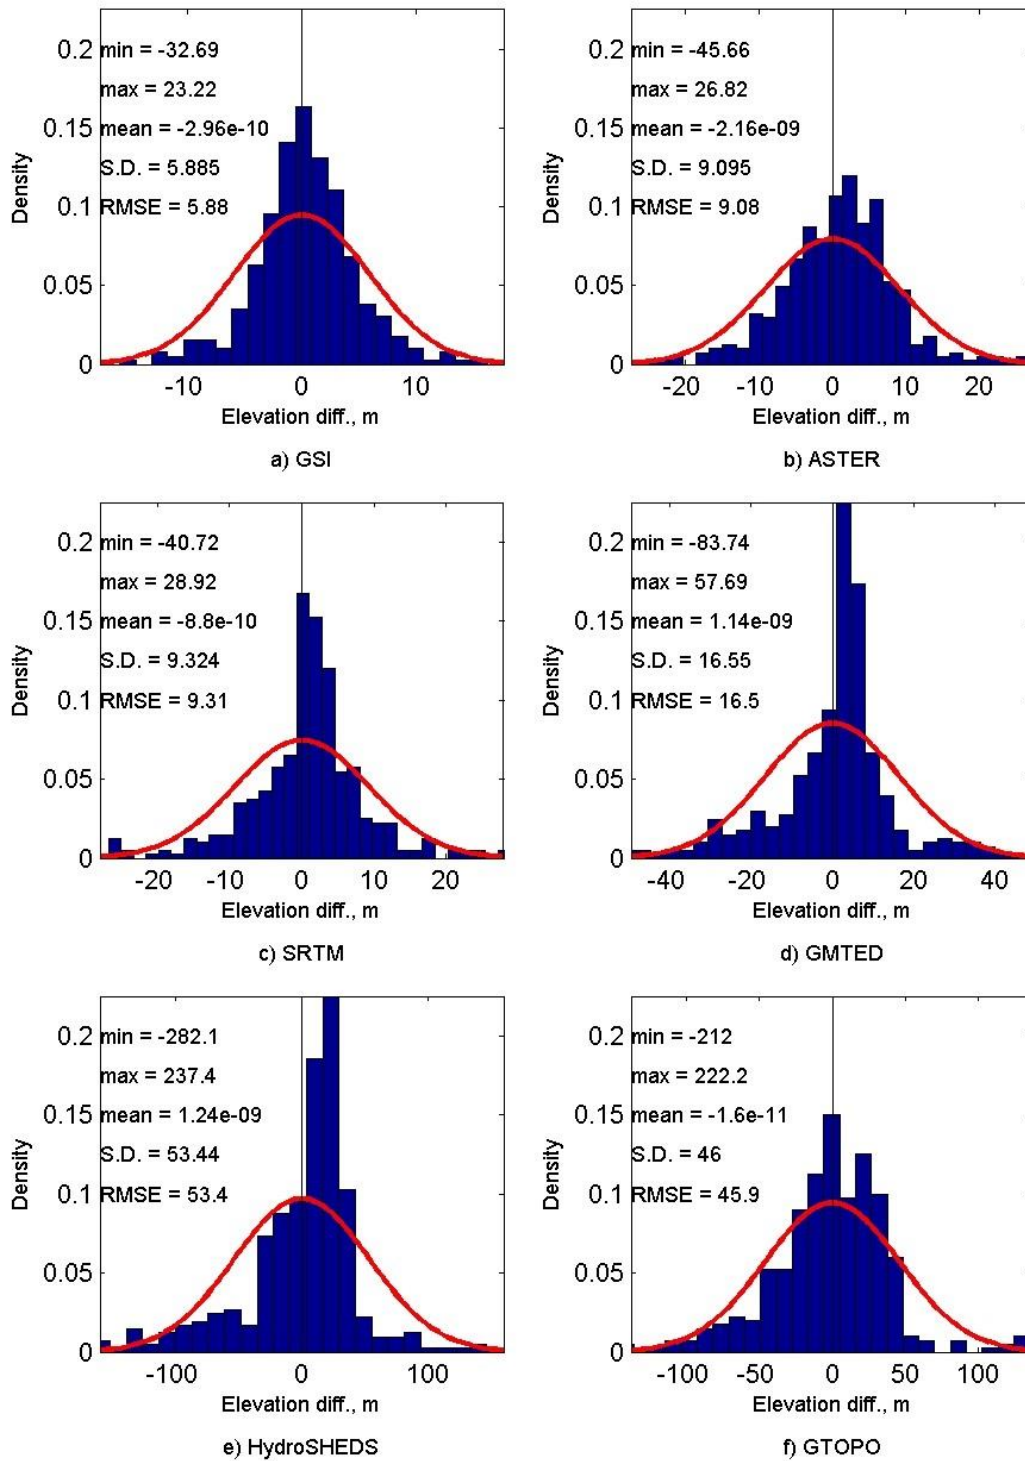 0.2
0.15
0.1
0.05
0
Density
min = -32.69
max = 23.22
mean = -2.96e-10
S.D. = 5.885
RMSE = 5.88
-10
0
10
Elevation diff., m
a) GSI
0.2
0.15
0.1
0.05
0
Density
min = -45.66
max = 26.82
mean = -2.16e-09
S.D. = 9.095
RMSE = 9.08
-20
-10
0
10
20
Elevation diff., m
b) ASTER
0.2
0.15
0.1
0.05
0
Density
min = -40.72
max = 28.92
mean = -8.8e-10
S.D. = 9.324
RMSE = 9.31
-20
-10
0
10
20
Elevation diff., m
c) SRTM
0.2
0.15
0.1
0.05
0
Density
min = -83.74
max = 57.69
mean = 1.14e-09
S.D. = 16.55
RMSE = 16.5
-40
-20
0
20
40
Elevation diff., m
d) GMTED
0.2
0.15
0.1
0.05
0
Density
min = -282.1
max = 237.4
mean = 1.24e-09
S.D. = 53.44
RMSE = 53.4
-100
0
100
Elevation diff., m
e) HydroSHEDS
0.2
0.15
0.1
0.05
0
Density
min = -212
max = 222.2
mean = -1.6e-11
S.D. = 46
RMSE = 45.9
-100
-50
0
50
100
Elevation diff., m
f) GTOPO